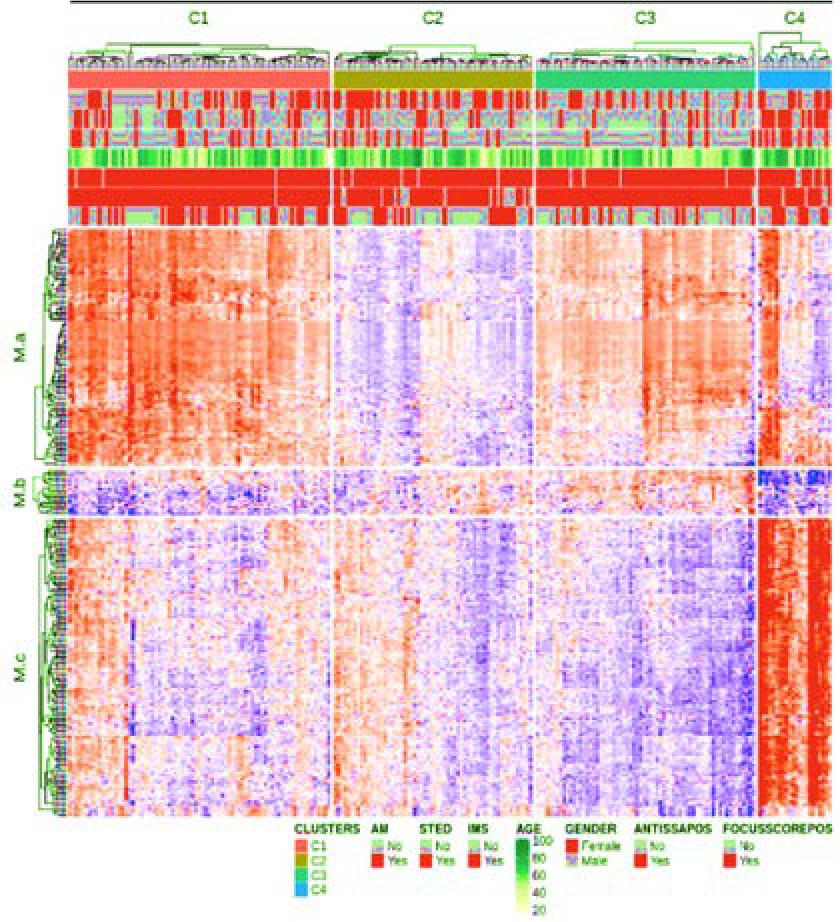 C1 C2 C3 C4
M.a
M.b
M.c
CLUSTERS AM STED IMS AGE GENDER ANTISSAPOS FOCUSSCOREPOS
C1 No No No 100 Female No No
C2 Yes Yes Yes 80 Male Yes Yes
C3 60
C4 40
20